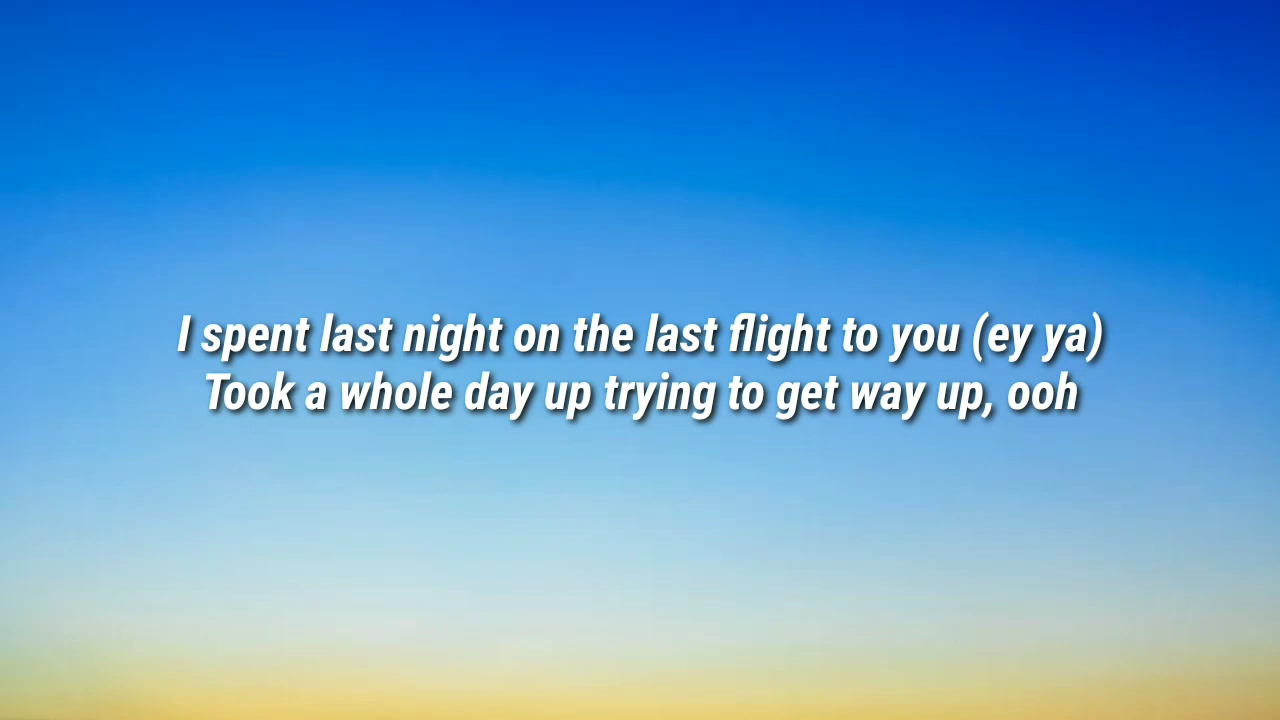 I spent last night on the last flight to you (ey ya)
Took a whole day up trying to get way up, ooh